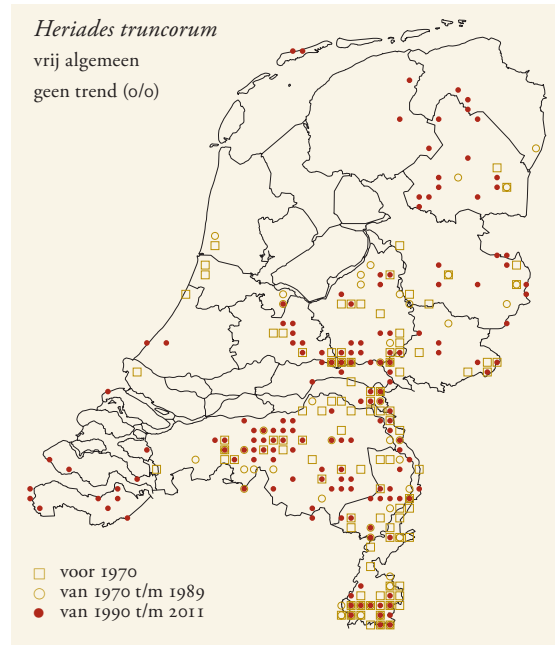 Heriades truncorum
vrij algemeen
geen trend (0/0)
voor 1970
van 1970 t/m 1989
van 1990 t/m 2011